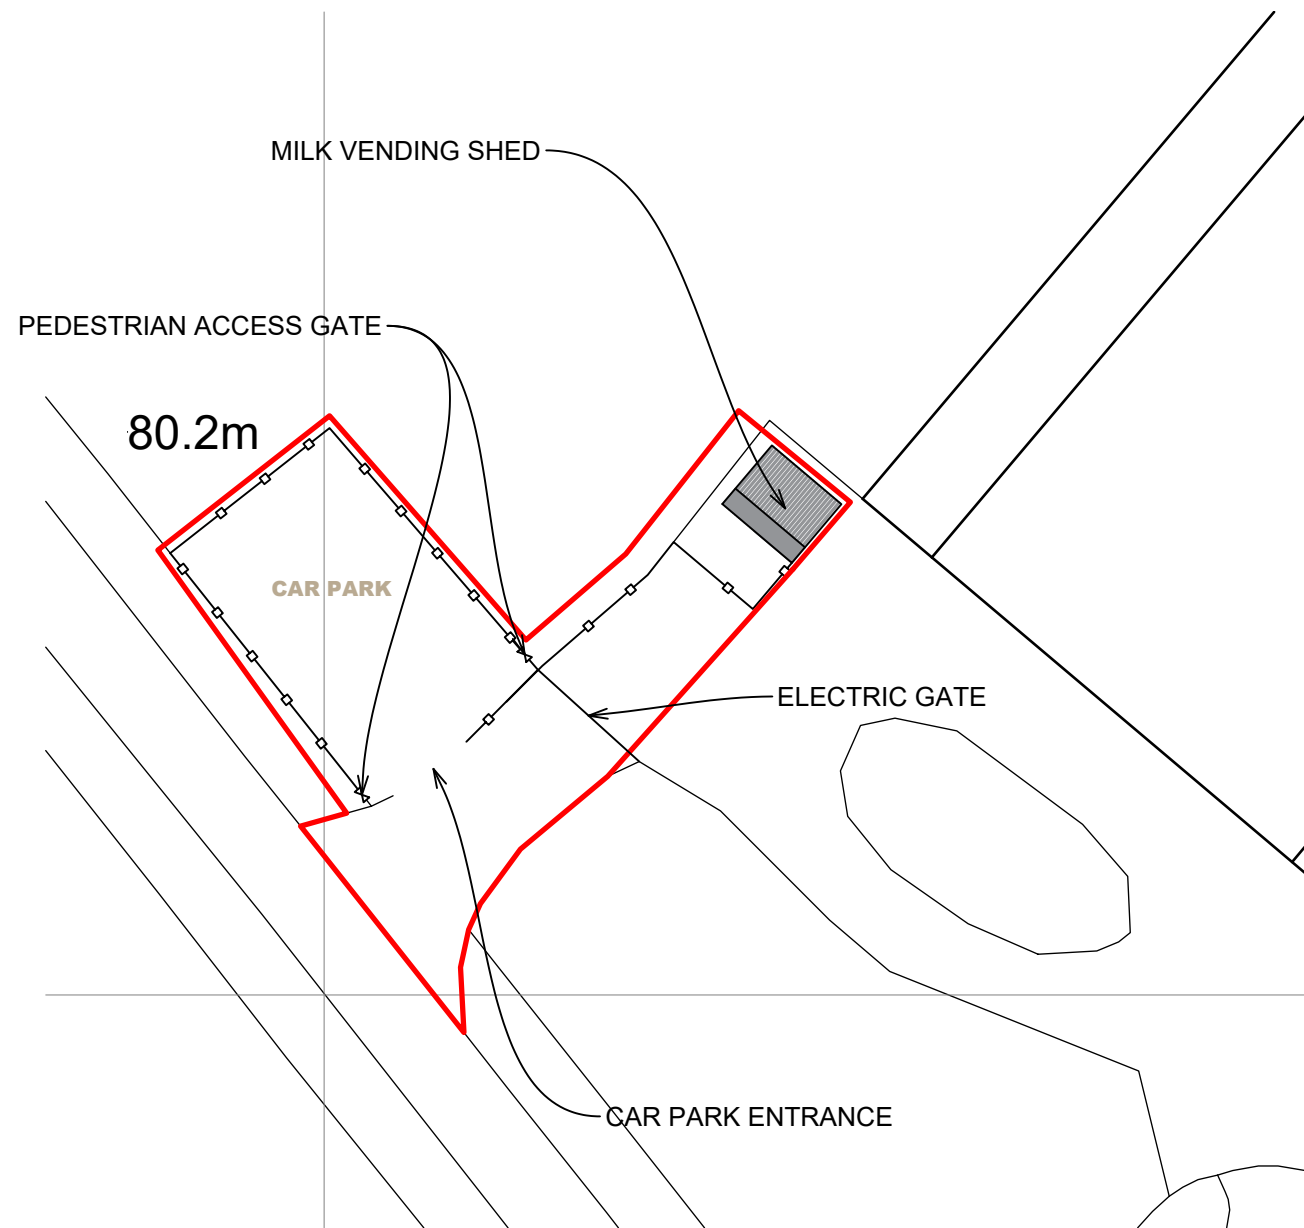 MILK VENDING SHED
PEDESTRIAN ACCESS GATE
80.2m
CAR PARK
ELECTRIC GATE
CAR PARK ENTRANCE